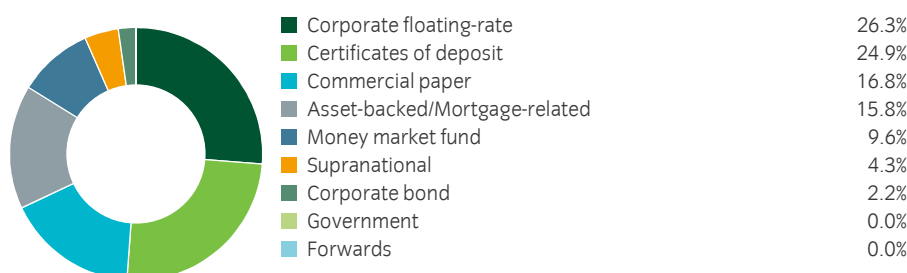 Corporate floating-rate 26.3%
Certificates of deposit 24.9%
Commercial paper 16.8%
Asset-backed/Mortgage-related 15.8%
Money market fund 9.6%
Supranational 4.3%
Corporate bond 2.2%
Government 0.0%
Forwards 0.0%